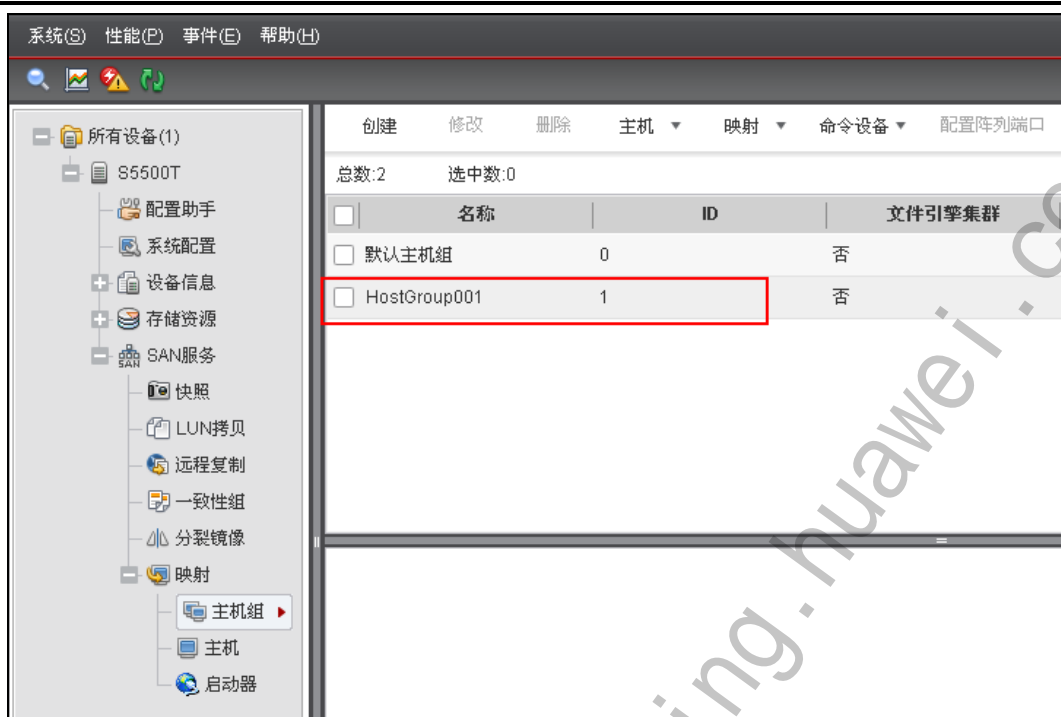 系统(S) 性能(P) 事件(E) 帮助(H)
所有设备(1)
S5500T
配置助手
系统配置
设备信息
存储资源
SAN服务
快照
LUN拷贝
远程复制
一致性组
分裂镜像
映射
主机组
主机
启动器
创建 修改 删除 主机 映射 命令设备 配置阵列端口
总数:2 选中数:0
名称 ID 文件引擎集群
默认主机组 0 否
HostGroup001 1 否
ing.huawei.co